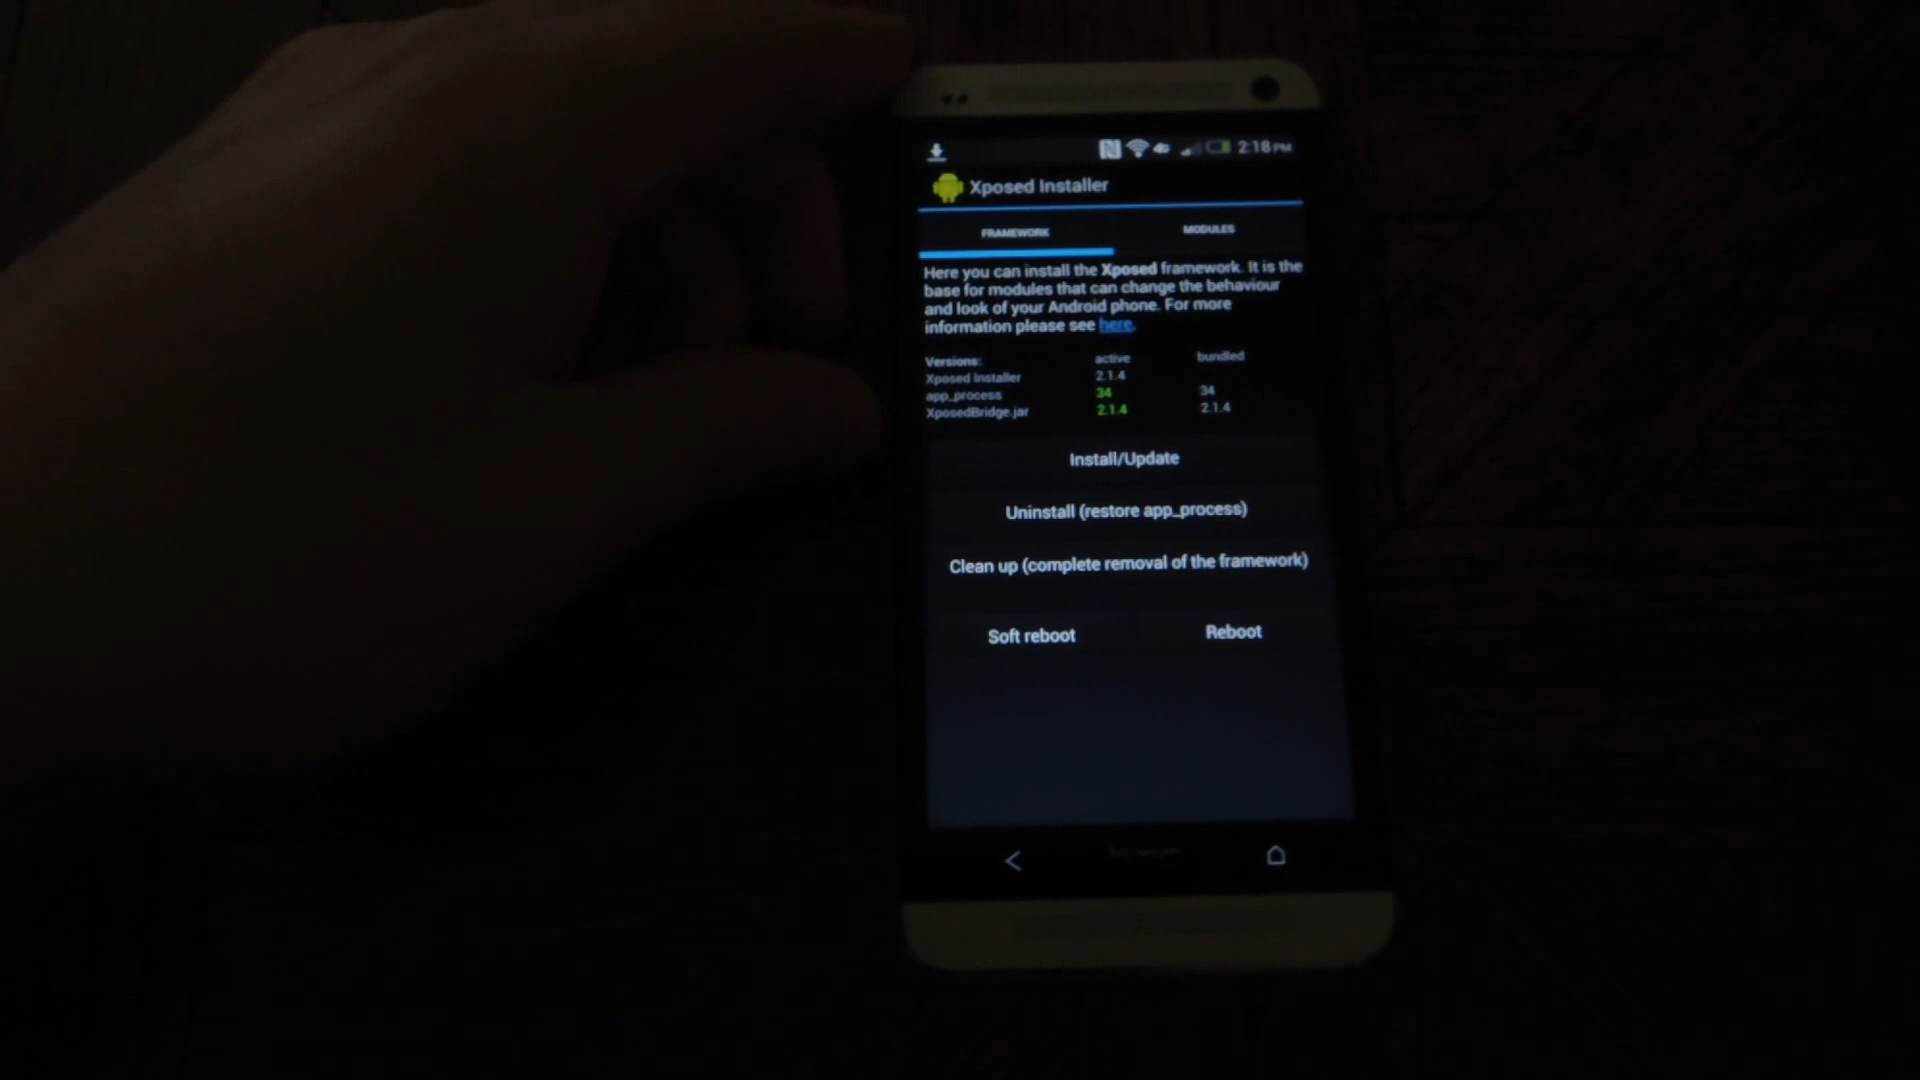 2:18 PM
Xposed Installer
FRAMEWORK MODULES
Here you can install the Xposed framework. It is the
base for modules that can change the behaviour
and look of your Android phone. For more
information please see here.
Versions: active bundled
Xposed Installer 2.1.4
app_process 34 34
XposedBridge.jar 2.1.4 2.1.4
Install/Update
Uninstall (restore app_process)
Clean up (complete removal of the framework)
Soft reboot Reboot